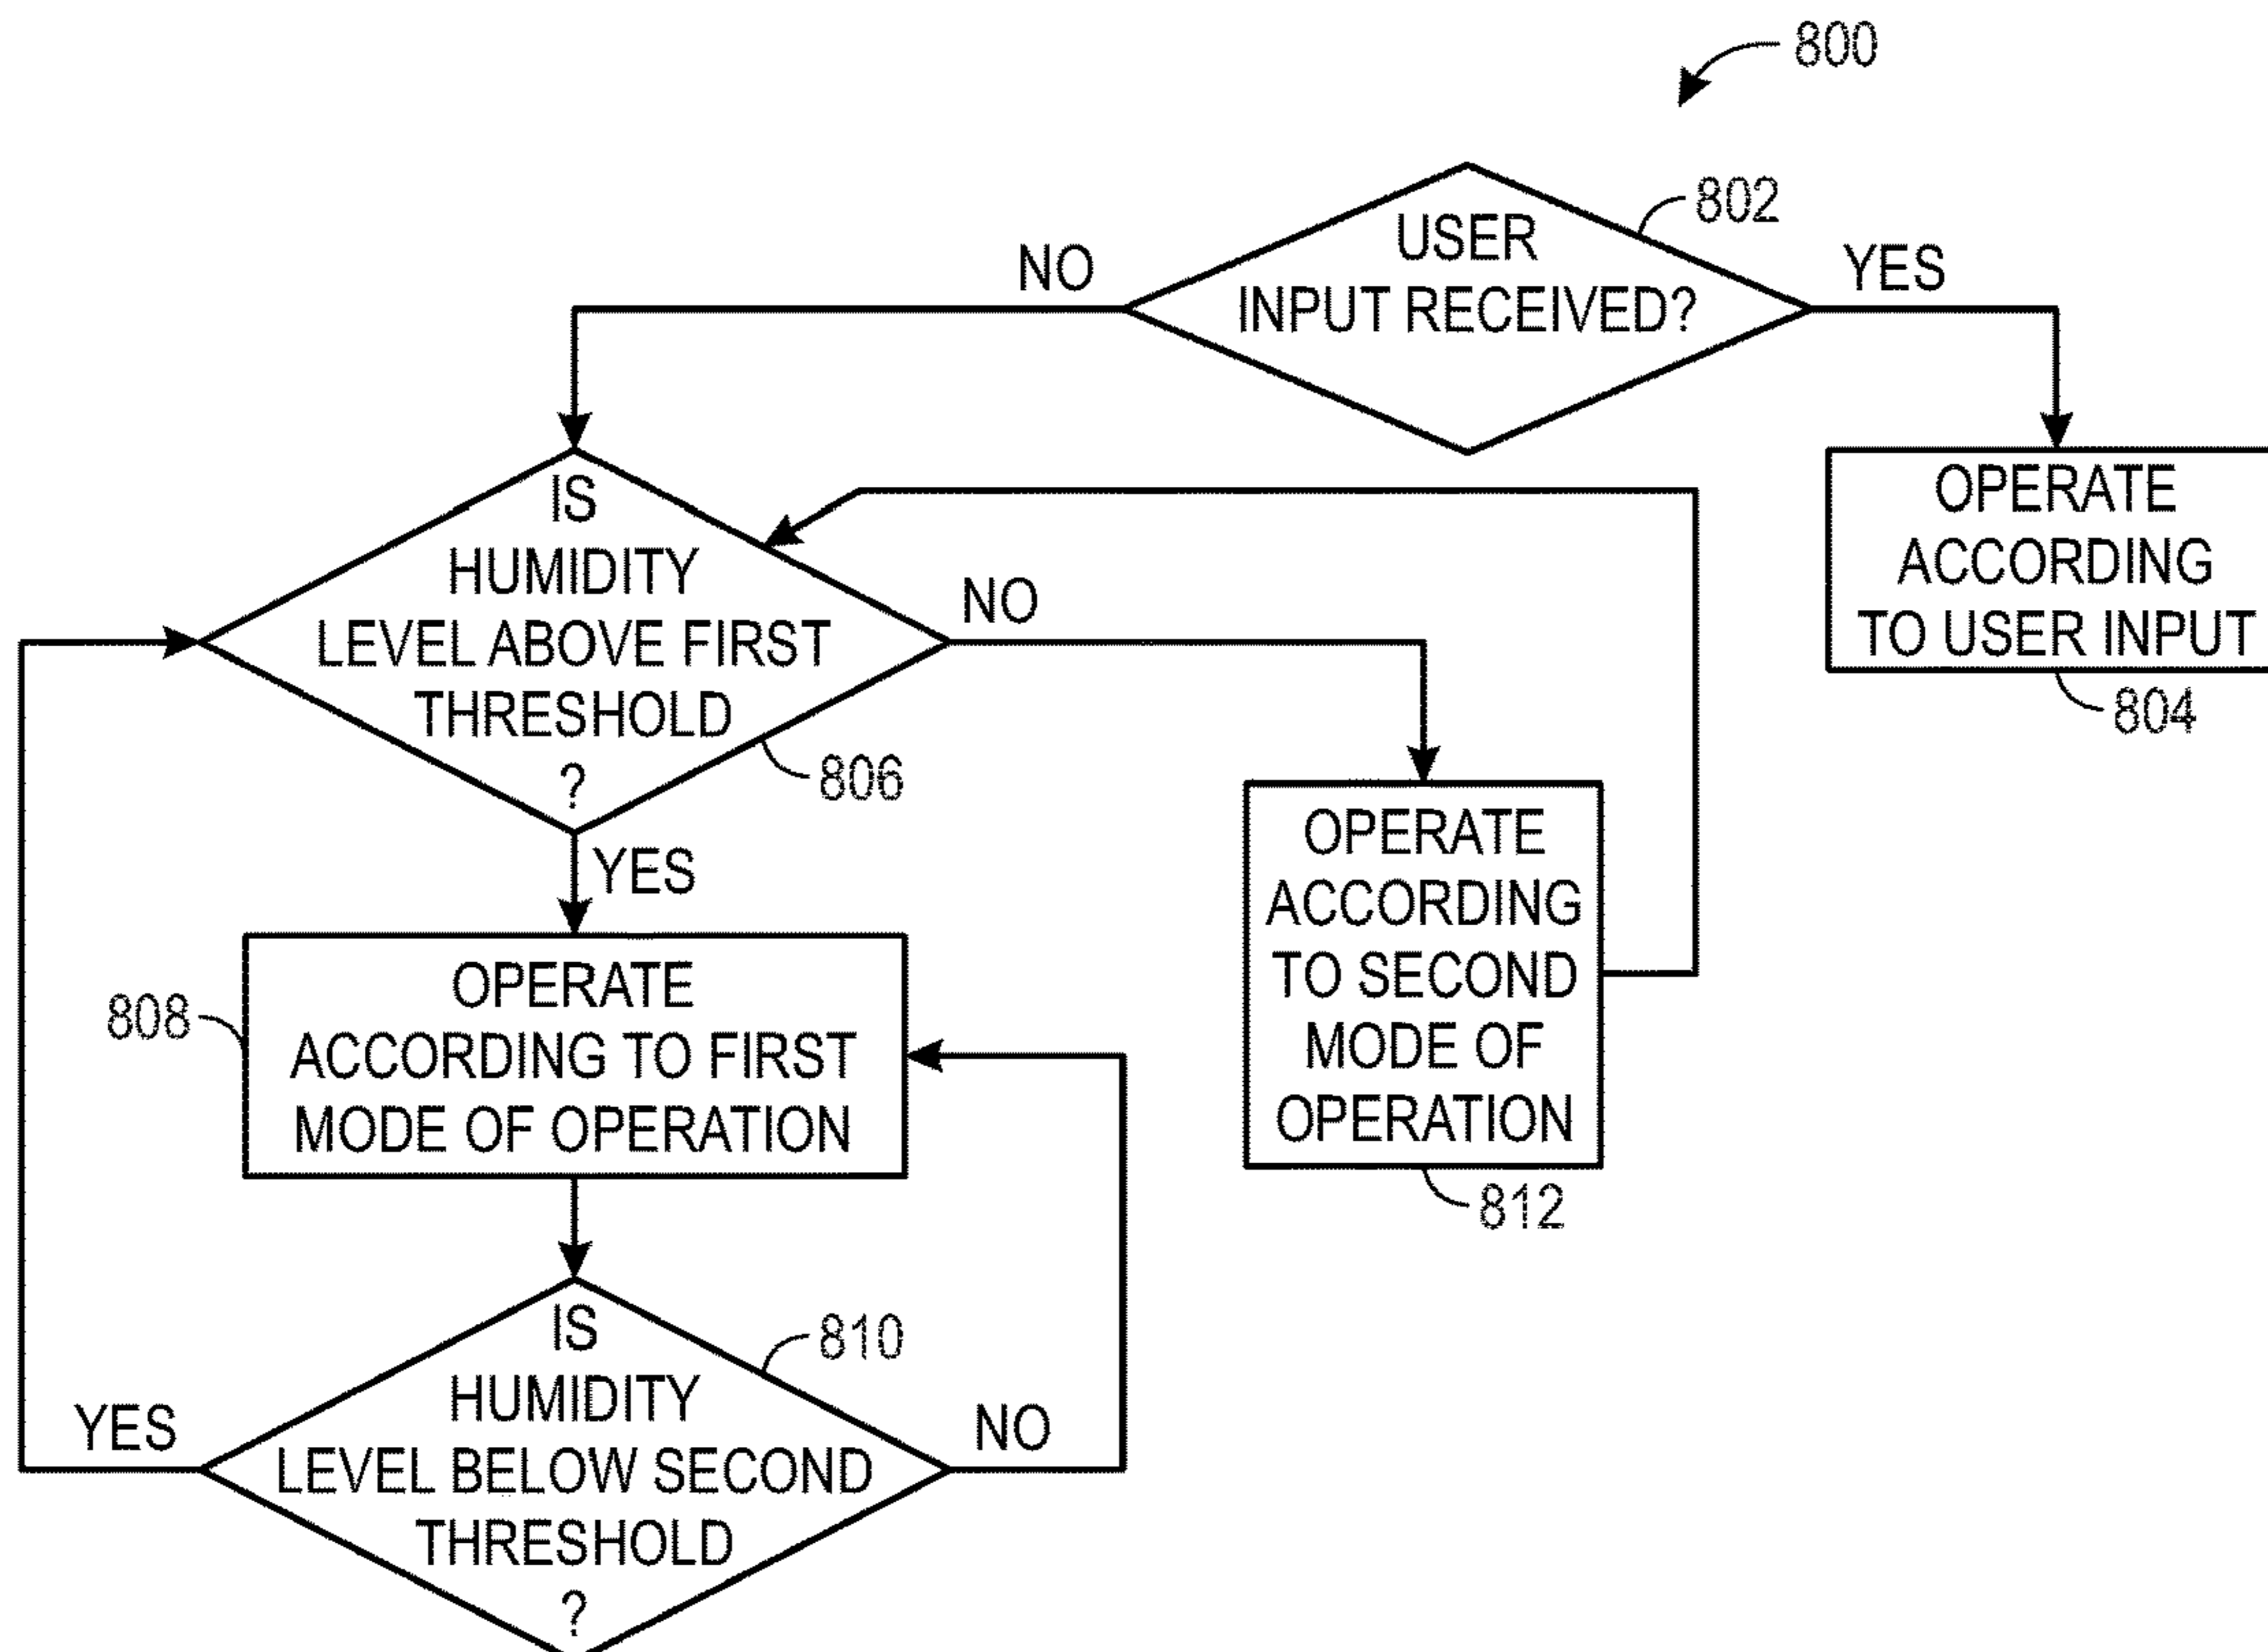 800
802
USER
INPUT RECEIVED?
NO
YES
OPERATE
ACCORDING
TO USER INPUT
804
IS
HUMIDITY
LEVEL ABOVE FIRST
THRESHOLD
?
806
NO
YES
OPERATE
ACCORDING
TO SECOND
MODE OF
OPERATION
812
808
OPERATE
ACCORDING TO FIRST
MODE OF OPERATION
IS
HUMIDITY
LEVEL BELOW SECOND
THRESHOLD
?
810
YES
NO